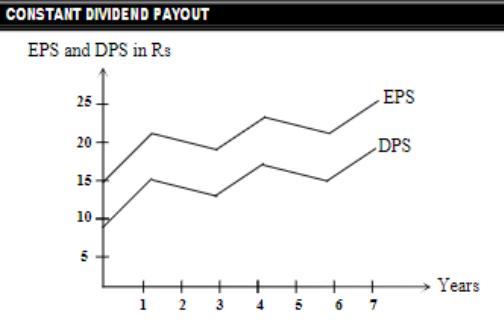 CONSTANT DIVIDEND PAYOUT
EPS and DPS in Rs
25
EPS
20
DPS
15
10
5
Years
1 2 3 4 5 6 7